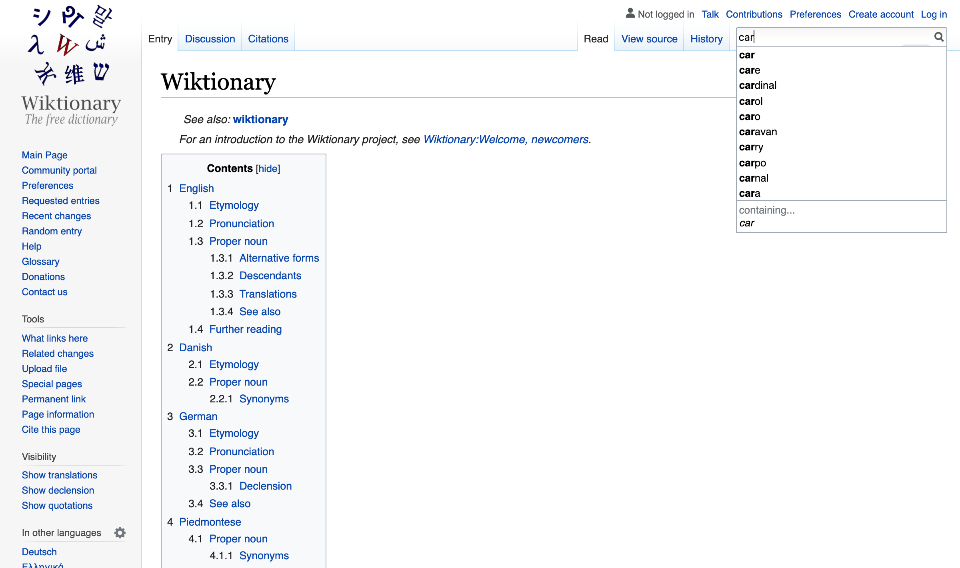 シ Թ 말
λ W ش
ऋ 维 ש
Wiktionary
The free dictionary
Main Page
Community portal
Preferences
Requested entries
Recent changes
Random entry
Help
Glossary
Donations
Contact us
Tools
What links here
Related changes
Upload file
Special pages
Permanent link
Page information
Cite this page
Visibility
Show translations
Show declension
Show quotations
In other languages
Deutsch
Ελληνικά
Not logged in Talk Contributions Preferences Create account Log in
Entry Discussion Citations Read View source History
car
car
care
cardinal
carol
caro
caravan
carry
carpo
carnal
cara
containing...
car
Wiktionary
See also: wiktionary
For an introduction to the Wiktionary project, see Wiktionary:Welcome, newcomers.
Contents [hide]
1 English
1.1 Etymology
1.2 Pronunciation
1.3 Proper noun
1.3.1 Alternative forms
1.3.2 Descendants
1.3.3 Translations
1.3.4 See also
1.4 Further reading
2 Danish
2.1 Etymology
2.2 Proper noun
2.2.1 Synonyms
3 German
3.1 Etymology
3.2 Pronunciation
3.3 Proper noun
3.3.1 Declension
3.4 See also
4 Piedmontese
4.1 Proper noun
4.1.1 Synonyms